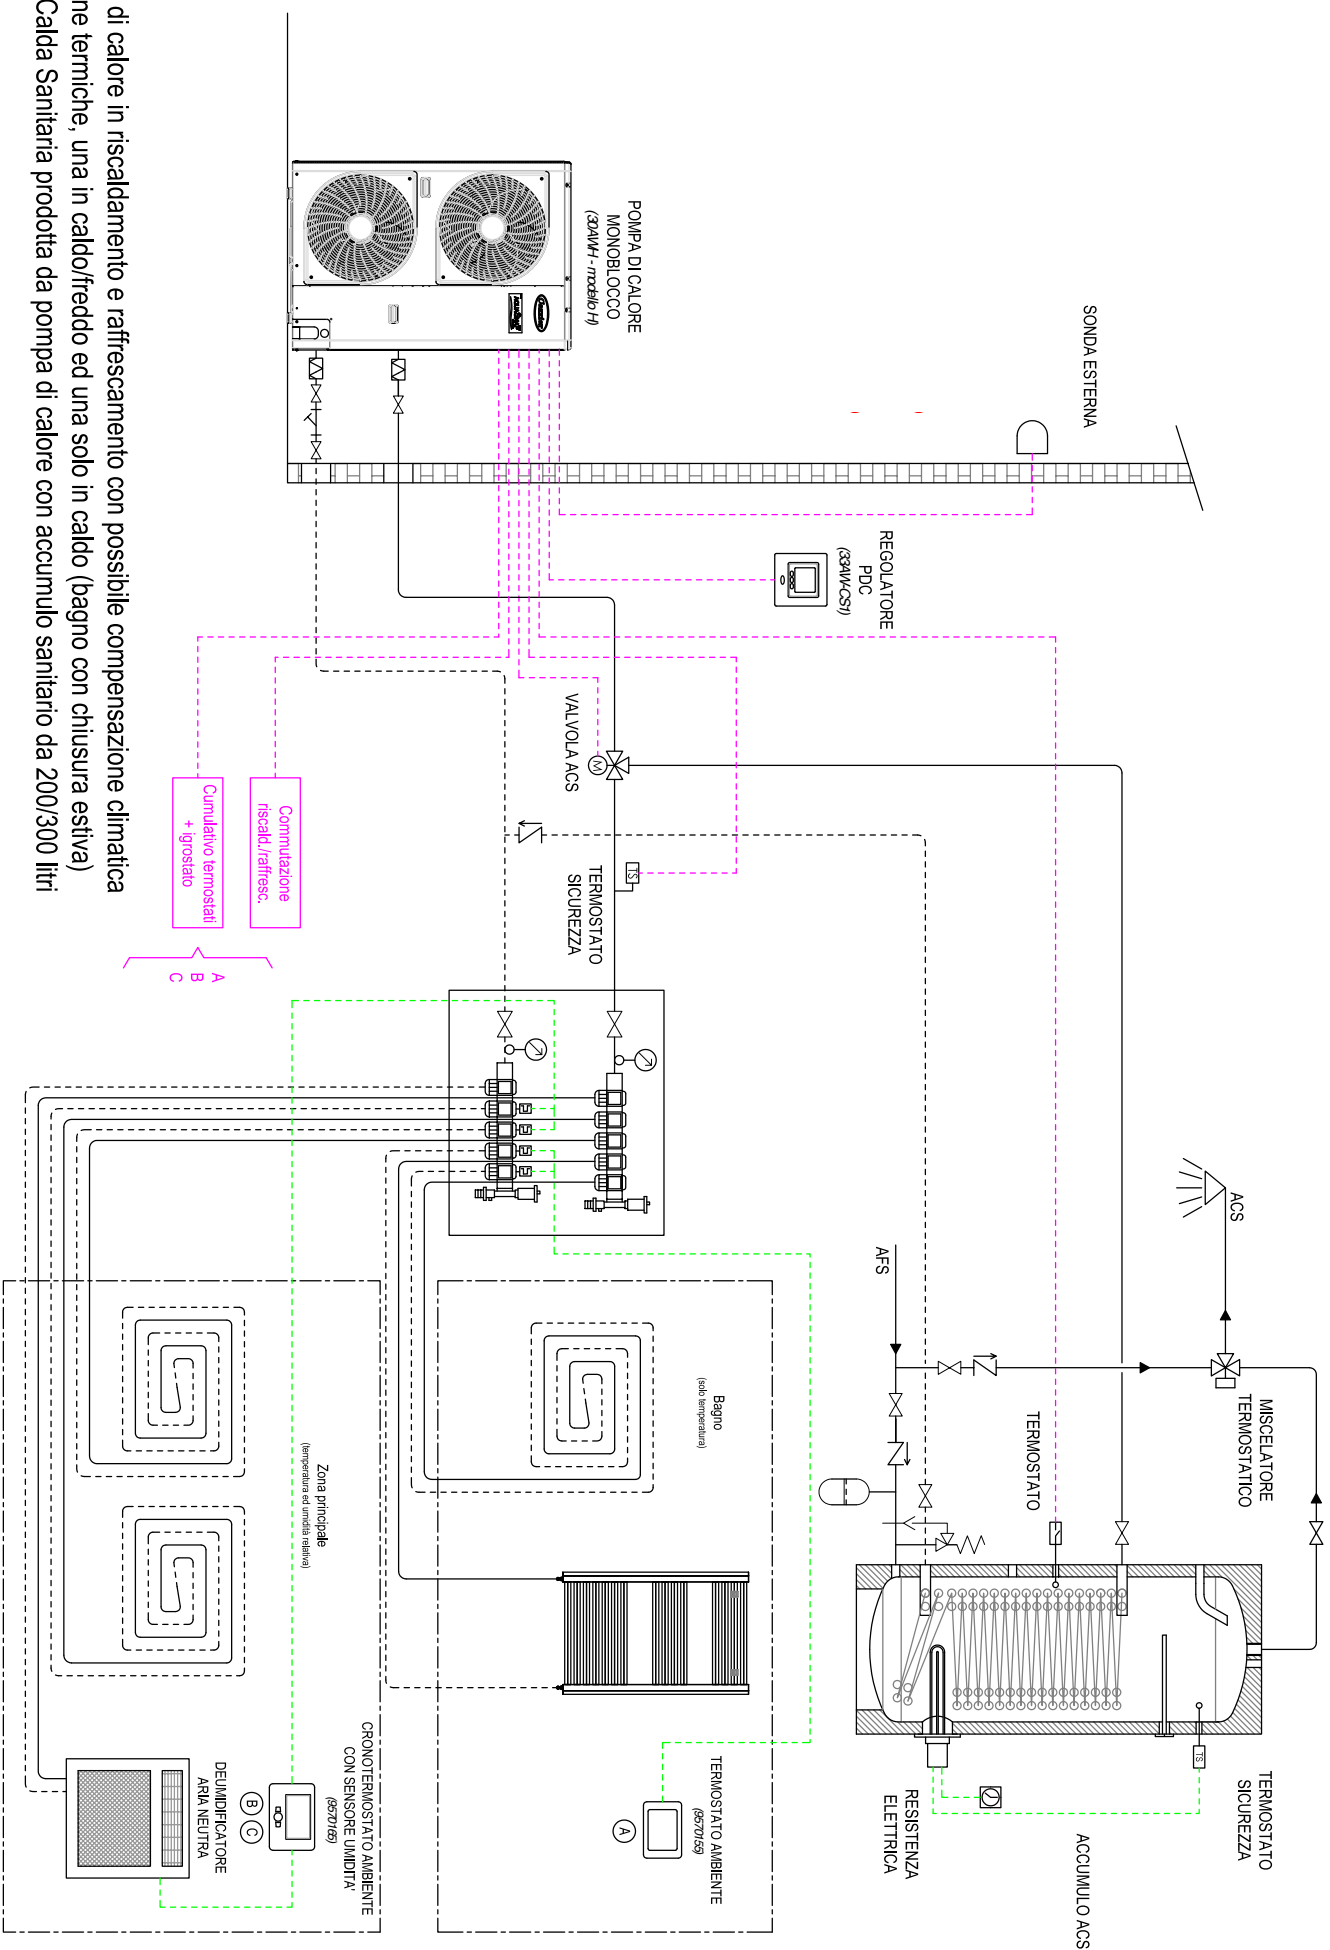 di calore in riscaldamento e raffrescamento con possibile compensazione climatica
ne termiche, una in caldo/freddo ed una solo in caldo (bagno con chiusura estiva)
Calda Sanitaria prodotta da pompa di calore con accumulo sanitario da 200/300 litri
POMPA DI CALORE
MONOBLOCCO
(30AWH - modello H)
Carrier
SONDA ESTERNA
REGOLATORE
PDC
(33AW-CS1)
VALVOLA ACS
M
TERMOSTATO
SICUREZZA
TS
Commutazione
riscald./raffresc.
Cumulativo termostati
+ igrostato
A
B
C
ACS
AFS
MISCELATORE
TERMOSTATICO
TERMOSTATO
TERMOSTATO
SICUREZZA
TS
RESISTENZA
ELETTRICA
ACCUMULO ACS
Bagno
(solo temperatura)
TERMOSTATO AMBIENTE
(9570155)
A
Zona principale
(temperatura ed umidità relativa)
CRONOTERMOSTATO AMBIENTE
CON SENSORE UMIDITA'
(9570165)
B
C
DEUMIDIFICATORE
ARIA NEUTRA